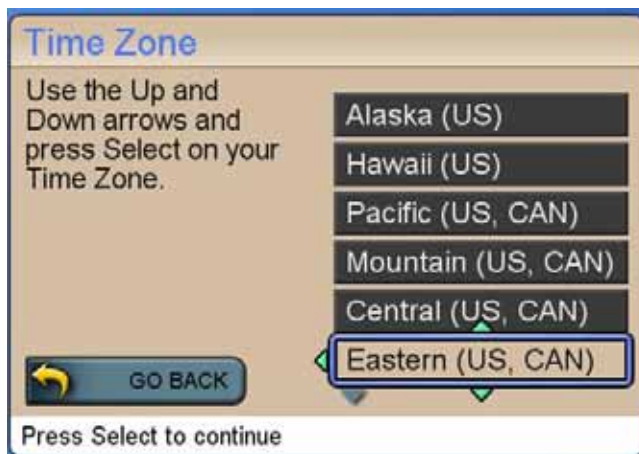 Time Zone
Use the Up and
Down arrows and
press Select on your
Time Zone.
Alaska (US)
Hawaii (US)
Pacific (US, CAN)
Mountain (US, CAN)
Central (US, CAN)
Eastern (US, CAN)
GO BACK
Press Select to continue